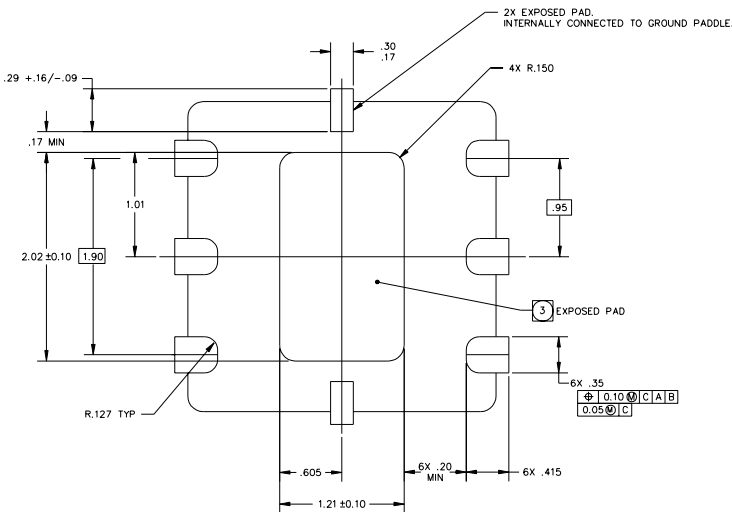 2X EXPOSED PAD.
INTERNALLY CONNECTED TO GROUND PADDLE.
.30
.17
4X R.150
.29 +.16/-.09
.17 MIN
1.01
.95
2.02±0.10
1.90
3 EXPOSED PAD
R.127 TYP
6X .35
⌖ 0.10 Ⓜ C A B
0.05 Ⓜ C
.605
6X .20
MIN
6X .415
1.21±0.10